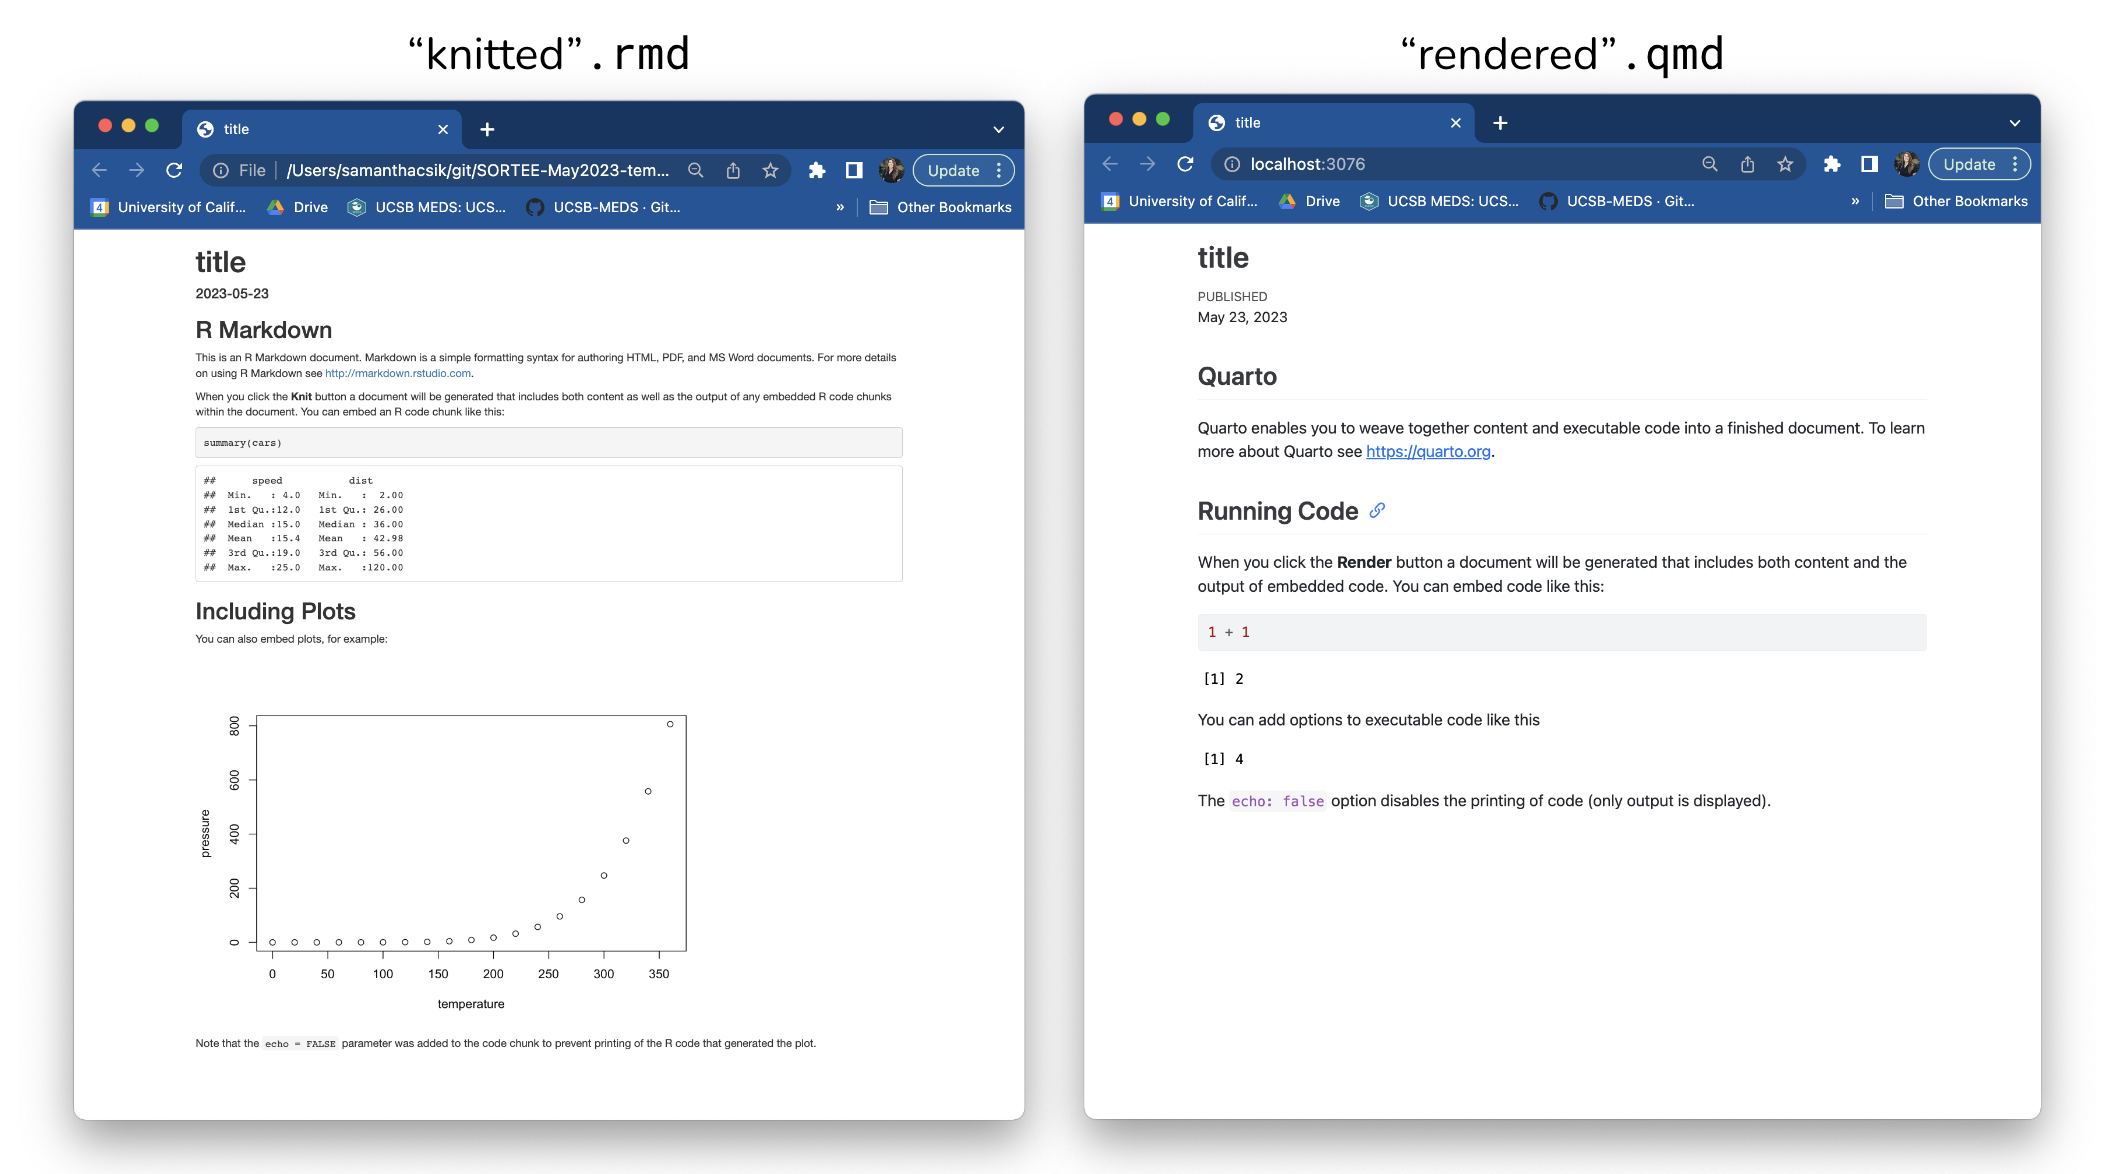 “knitted” .rmd
title
File /Users/samanthacsik/git/SORTEE-May2023-tem... Update
4 University of Calif... Drive UCSB MEDS: UCS... UCSB-MEDS · Git... » Other Bookmarks
title
2023-05-23
R Markdown
This is an R Markdown document. Markdown is a simple formatting syntax for authoring HTML, PDF, and MS Word documents. For more details
on using R Markdown see http://rmarkdown.rstudio.com.
When you click the Knit button a document will be generated that includes both content as well as the output of any embedded R code chunks
within the document. You can embed an R code chunk like this:
summary(cars)
##      speed           dist
##  Min.   : 4.0   Min.   :  2.00
##  1st Qu.:12.0   1st Qu.: 26.00
##  Median :15.0   Median : 36.00
##  Mean   :15.4   Mean   : 42.98
##  3rd Qu.:19.0   3rd Qu.: 56.00
##  Max.   :25.0   Max.   :120.00
Including Plots
You can also embed plots, for example:
800
600
400
200
0
pressure
0 50 100 150 200 250 300 350
temperature
Note that the echo = FALSE parameter was added to the code chunk to prevent printing of the R code that generated the plot.
“rendered” .qmd
title
localhost:3076 Update
4 University of Calif... Drive UCSB MEDS: UCS... UCSB-MEDS · Git... » Other Bookmarks
title
PUBLISHED
May 23, 2023
Quarto
Quarto enables you to weave together content and executable code into a finished document. To learn
more about Quarto see https://quarto.org.
Running Code
When you click the Render button a document will be generated that includes both content and the
output of embedded code. You can embed code like this:
1 + 1
[1] 2
You can add options to executable code like this
[1] 4
The echo: false option disables the printing of code (only output is displayed).